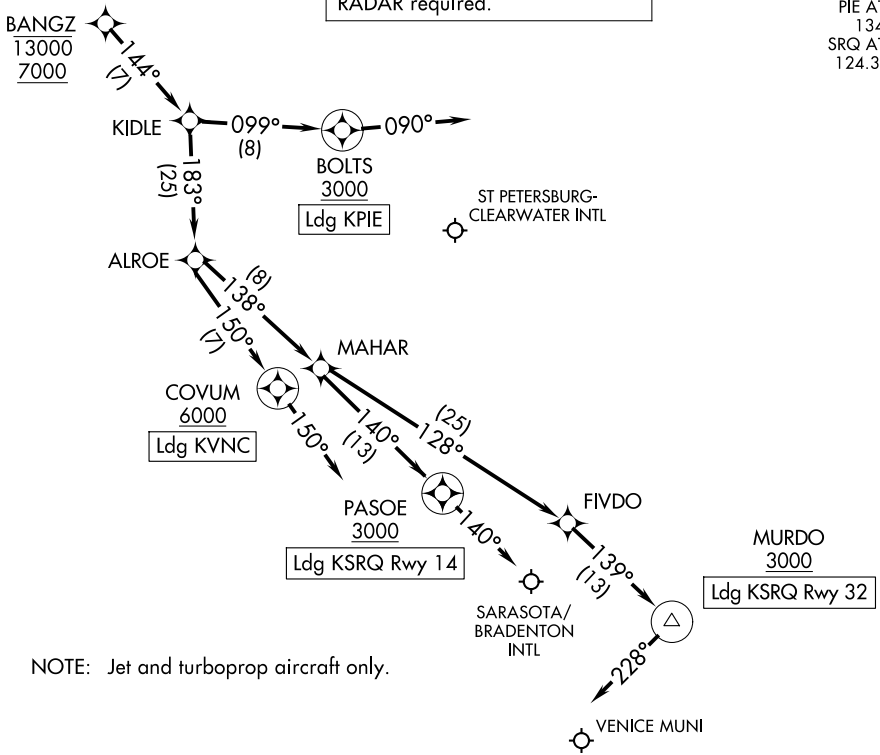 RADAR required.
BANGZ
13000
7000
144°
(7)
KIDLE
099°
(8)
BOLTS
3000
Ldg KPIE
090°
183°
(25)
ST PETERSBURG-
CLEARWATER INTL
ALROE
(8)
138°
150°
(7)
MAHAR
COVUM
6000
Ldg KVNC
150°
140°
(13)
(25)
128°
PASOE
3000
Ldg KSRQ Rwy 14
140°
FIVDO
139°
(13)
MURDO
3000
Ldg KSRQ Rwy 32
SARASOTA/
BRADENTON
INTL
228°
VENICE MUNI
NOTE: Jet and turboprop aircraft only.
PIE AT
134
SRQ AT
124.3